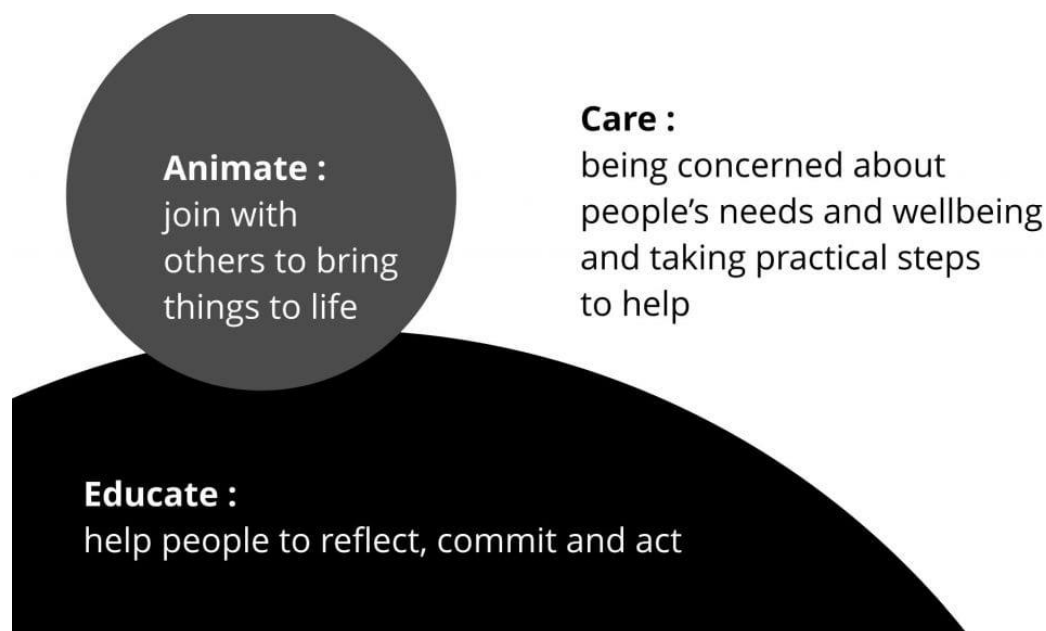 Animate :
join with
others to bring
things to life
Care :
being concerned about
people’s needs and wellbeing
and taking practical steps
to help
Educate :
help people to reflect, commit and act